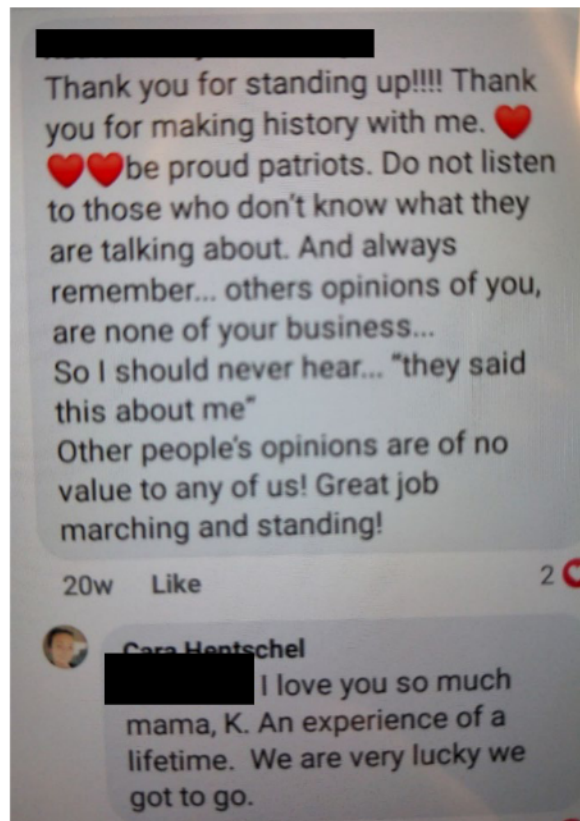 Thank you for standing up!!!! Thank
you for making history with me. ❤️
❤️❤️be proud patriots. Do not listen
to those who don't know what they
are talking about. And always
remember... others opinions of you,
are none of your business...
So I should never hear... "they said
this about me"
Other people's opinions are of no
value to any of us! Great job
marching and standing!
20w Like 2
Cara Hentschel
I love you so much
mama, K. An experience of a
lifetime. We are very lucky we
got to go.